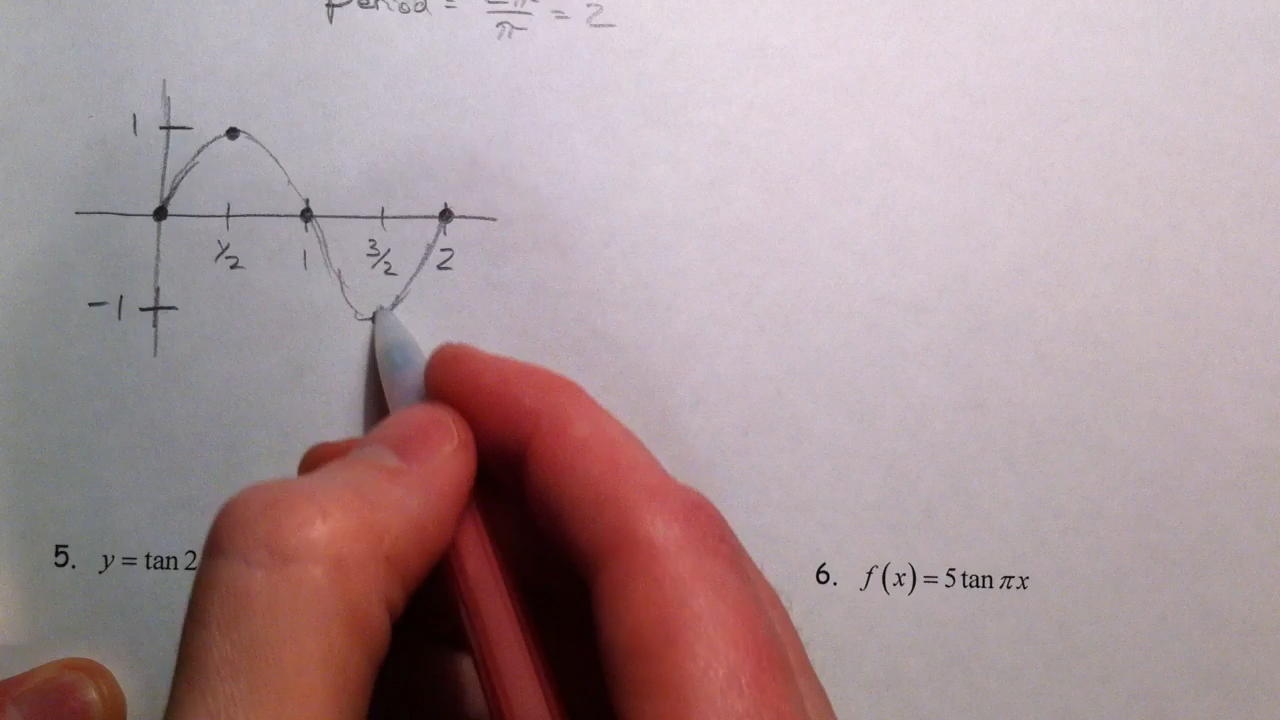 period = 2π/π = 2
1
1/2 1 3/2 2
-1
5. y = tan 2
6. f(x) = 5 tan πx